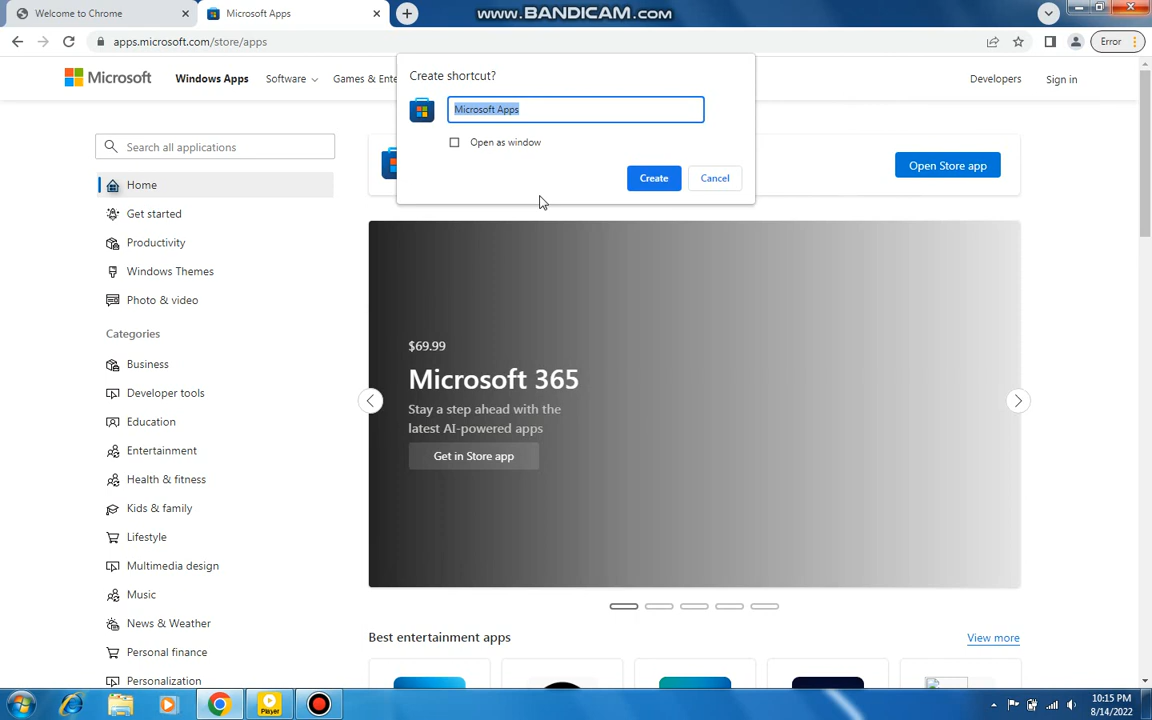 Welcome to Chrome
Microsoft Apps
www.BANDICAM.com
apps.microsoft.com/store/apps
Error
Microsoft
Windows Apps
Software
Games & Ente
Developers
Sign in
Create shortcut?
Microsoft Apps
Open as window
Create
Cancel
Search all applications
Open Store app
Home
Get started
Productivity
Windows Themes
Photo & video
Categories
Business
Developer tools
Education
Entertainment
Health & fitness
Kids & family
Lifestyle
Multimedia design
Music
News & Weather
Personal finance
Personalization
$69.99
Microsoft 365
Stay a step ahead with the
latest AI-powered apps
Get in Store app
Best entertainment apps
View more
Player
10:15 PM
8/14/2022